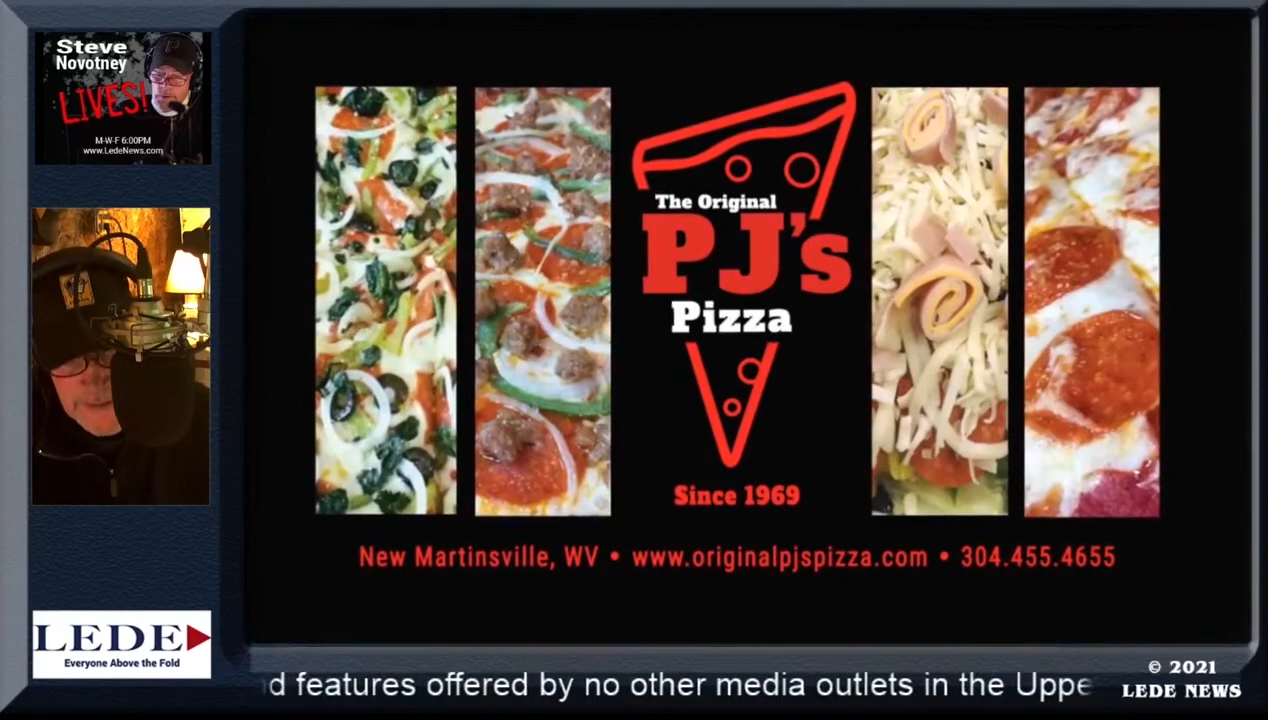 Steve
Novotney
LIVES!
M-W-F 6:00PM
www.LedeNews.com
The Original
PJ's
Pizza
Since 1969
New Martinsville, WV • www.originalpjspizza.com • 304.455.4655
LEDE
Everyone Above the Fold
features offered by no other media outlets in the
© 2021
LEDE NEWS